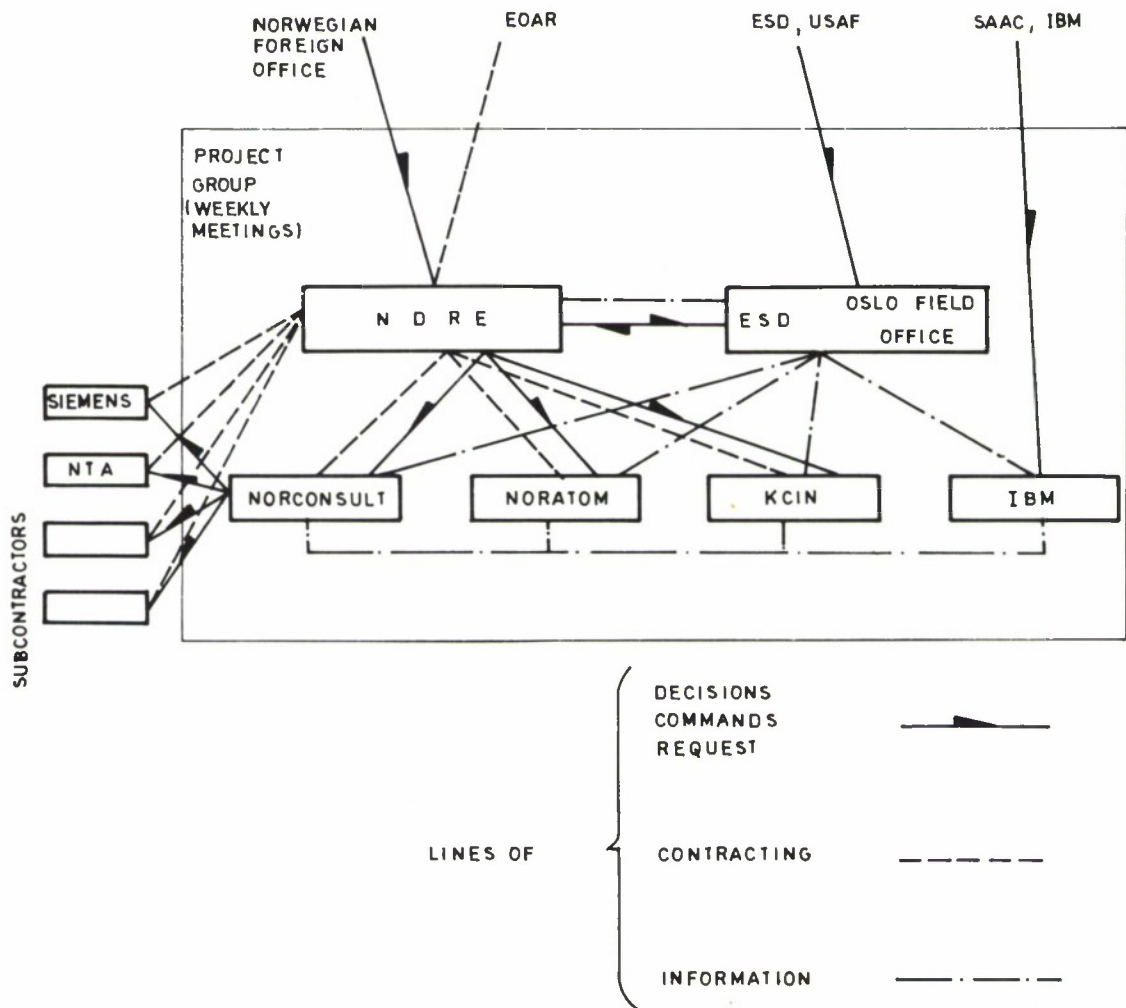 NORWEGIAN
FOREIGN
OFFICE
EOAR
ESD, USAF
SAAC, IBM
PROJECT
GROUP
(WEEKLY
MEETINGS)
NDRE
ESD OSLO FIELD
OFFICE
SIEMENS
NTA
NORCONSULT
NORATOM
KCIN
IBM
SUBCONTRACTORS
LINES OF
DECISIONS
COMMANDS
REQUEST
CONTRACTING
INFORMATION